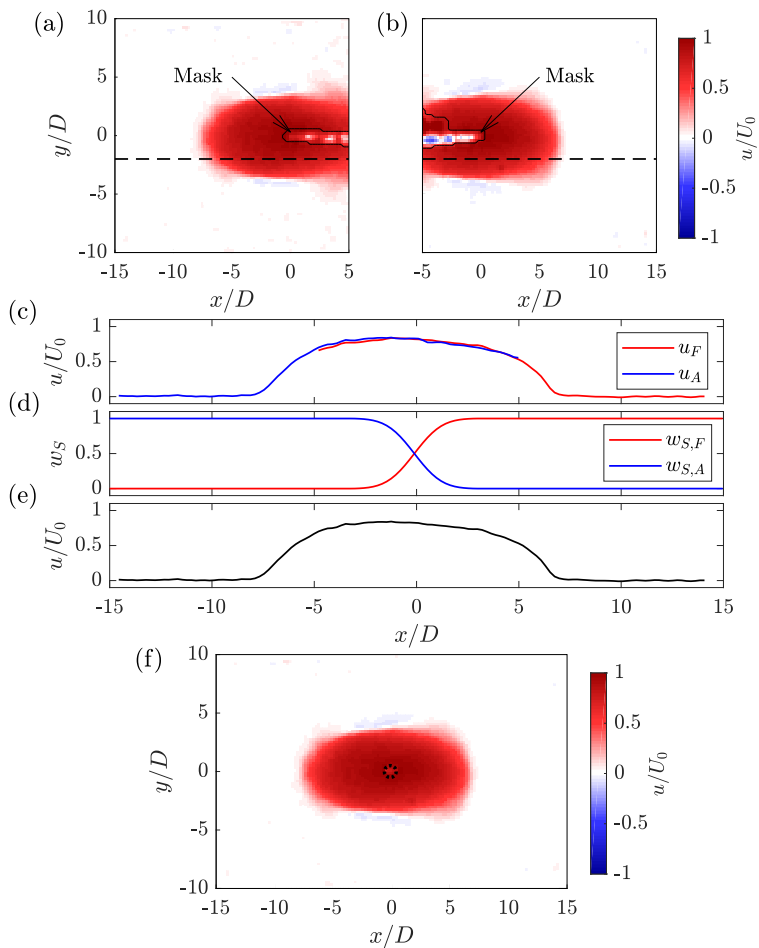 (a)
(b)
Mask
Mask
y/D
10
5
0
-5
-10
-15 -10 -5 0 5
x/D
-5 0 5 10 15
x/D
1
0.5
0
-0.5
-1
u/U0
(c)
u/U0
1
0.5
0
uF
uA
(d)
wS
1
0.5
0
wS,F
wS,A
(e)
u/U0
1
0.5
0
-15 -10 -5 0 5 10 15
x/D
(f)
y/D
10
5
0
-5
-10
-15 -10 -5 0 5 10 15
x/D
1
0.5
0
-0.5
-1
u/U0